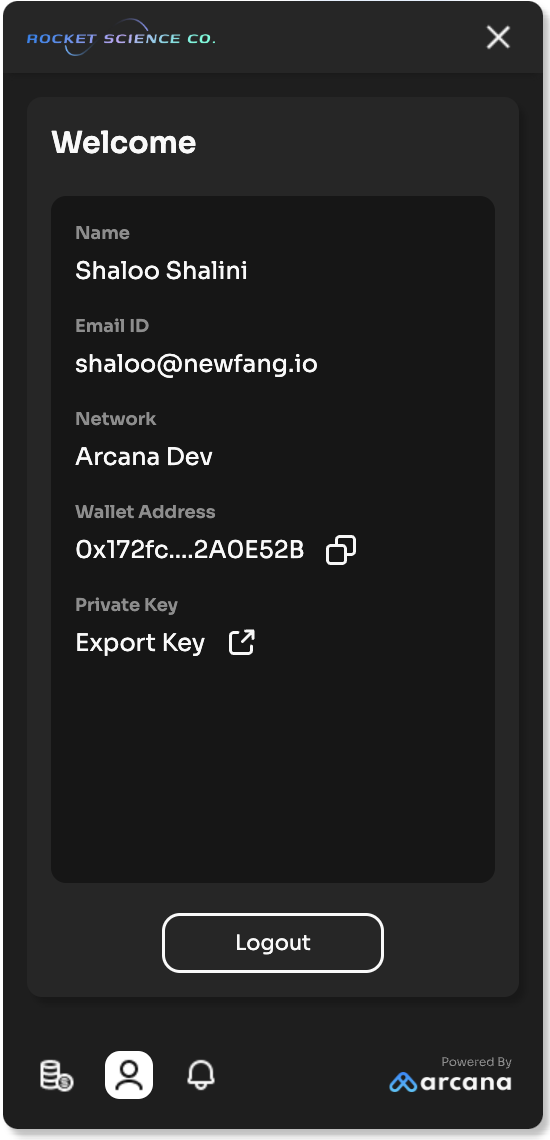 ROCKET SCIENCE CO.
Welcome
Name
Shaloo Shalini
Email ID
shaloo@newfang.io
Network
Arcana Dev
Wallet Address
0x172fc....2A0E52B
Private Key
Export Key
Logout
Powered By
arcana